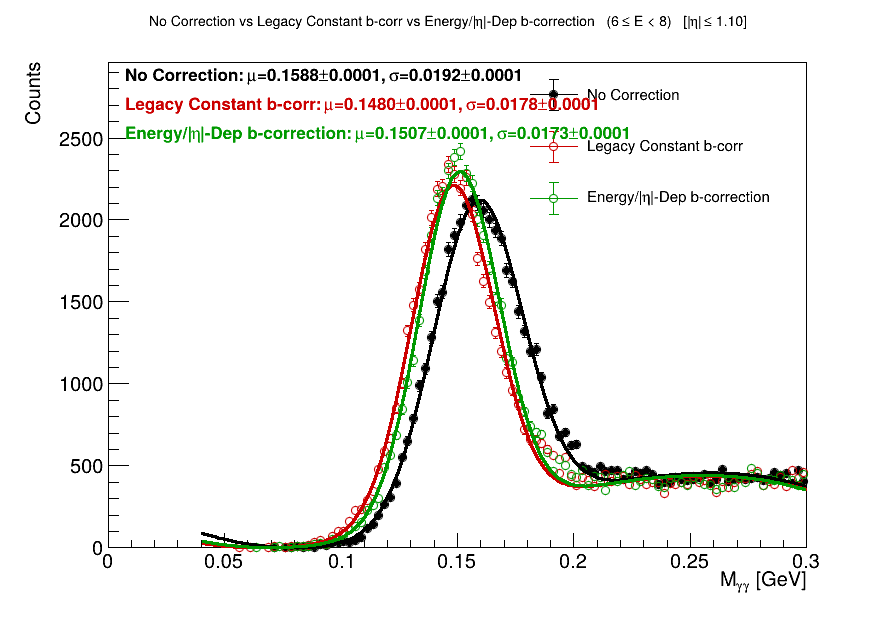 No Correction vs Legacy Constant b-corr vs Energy/|η|-Dep b-correction (6 ≤ E < 8) [|η| ≤ 1.10]
Counts
No Correction: μ=0.1588±0.0001, σ=0.0192±0.0001
Legacy Constant b-corr: μ=0.1480±0.0001, σ=0.0178±0.0001
Energy/|η|-Dep b-correction: μ=0.1507±0.0001, σ=0.0173±0.0001
No Correction
Legacy Constant b-corr
Energy/|η|-Dep b-correction
2500
2000
1500
1000
500
0
0 0.05 0.1 0.15 0.2 0.25 0.3
Mγγ [GeV]